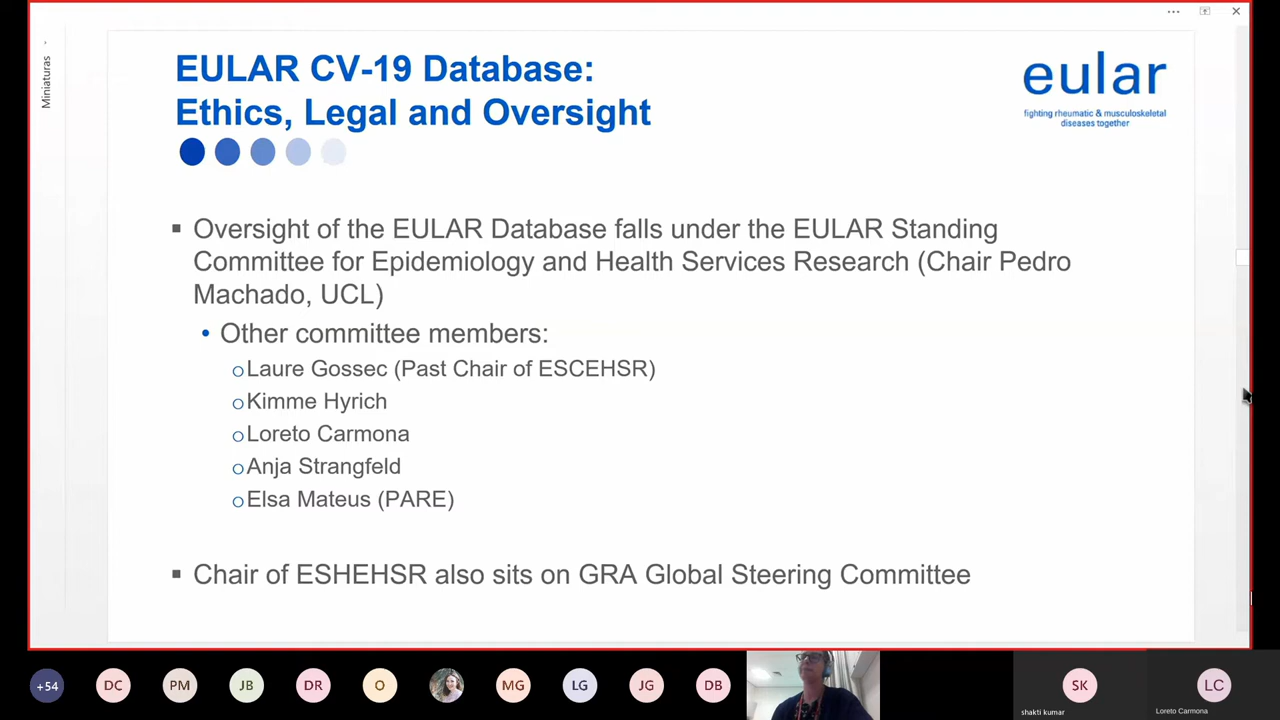 Miniaturas
EULAR CV-19 Database:
Ethics, Legal and Oversight
eular
fighting rheumatic & musculoskeletal
diseases together
▪ Oversight of the EULAR Database falls under the EULAR Standing
Committee for Epidemiology and Health Services Research (Chair Pedro
Machado, UCL)
• Other committee members:
o Laure Gossec (Past Chair of ESCEHSR)
o Kimme Hyrich
o Loreto Carmona
o Anja Strangfeld
o Elsa Mateus (PARE)
▪ Chair of ESHEHSR also sits on GRA Global Steering Committee
+54 DC PM JB DR O MG LG JG DB SK LC
shakti kumar
Loreto Carmona